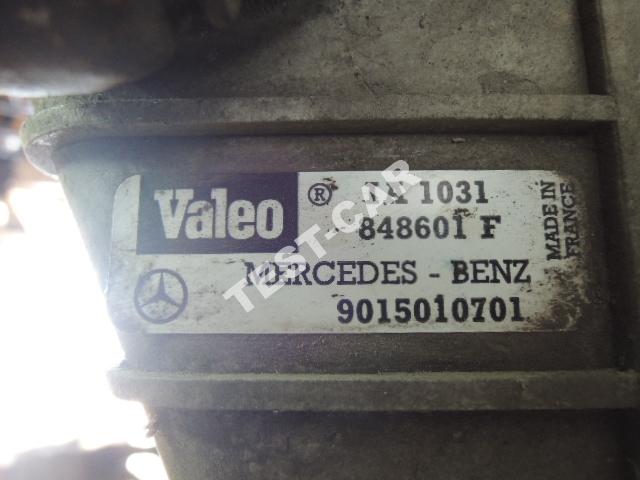 Valeo ® 1031
848601 F
MADE IN
FRANCE
MERCEDES - BENZ
9015010701
TEST-CAR